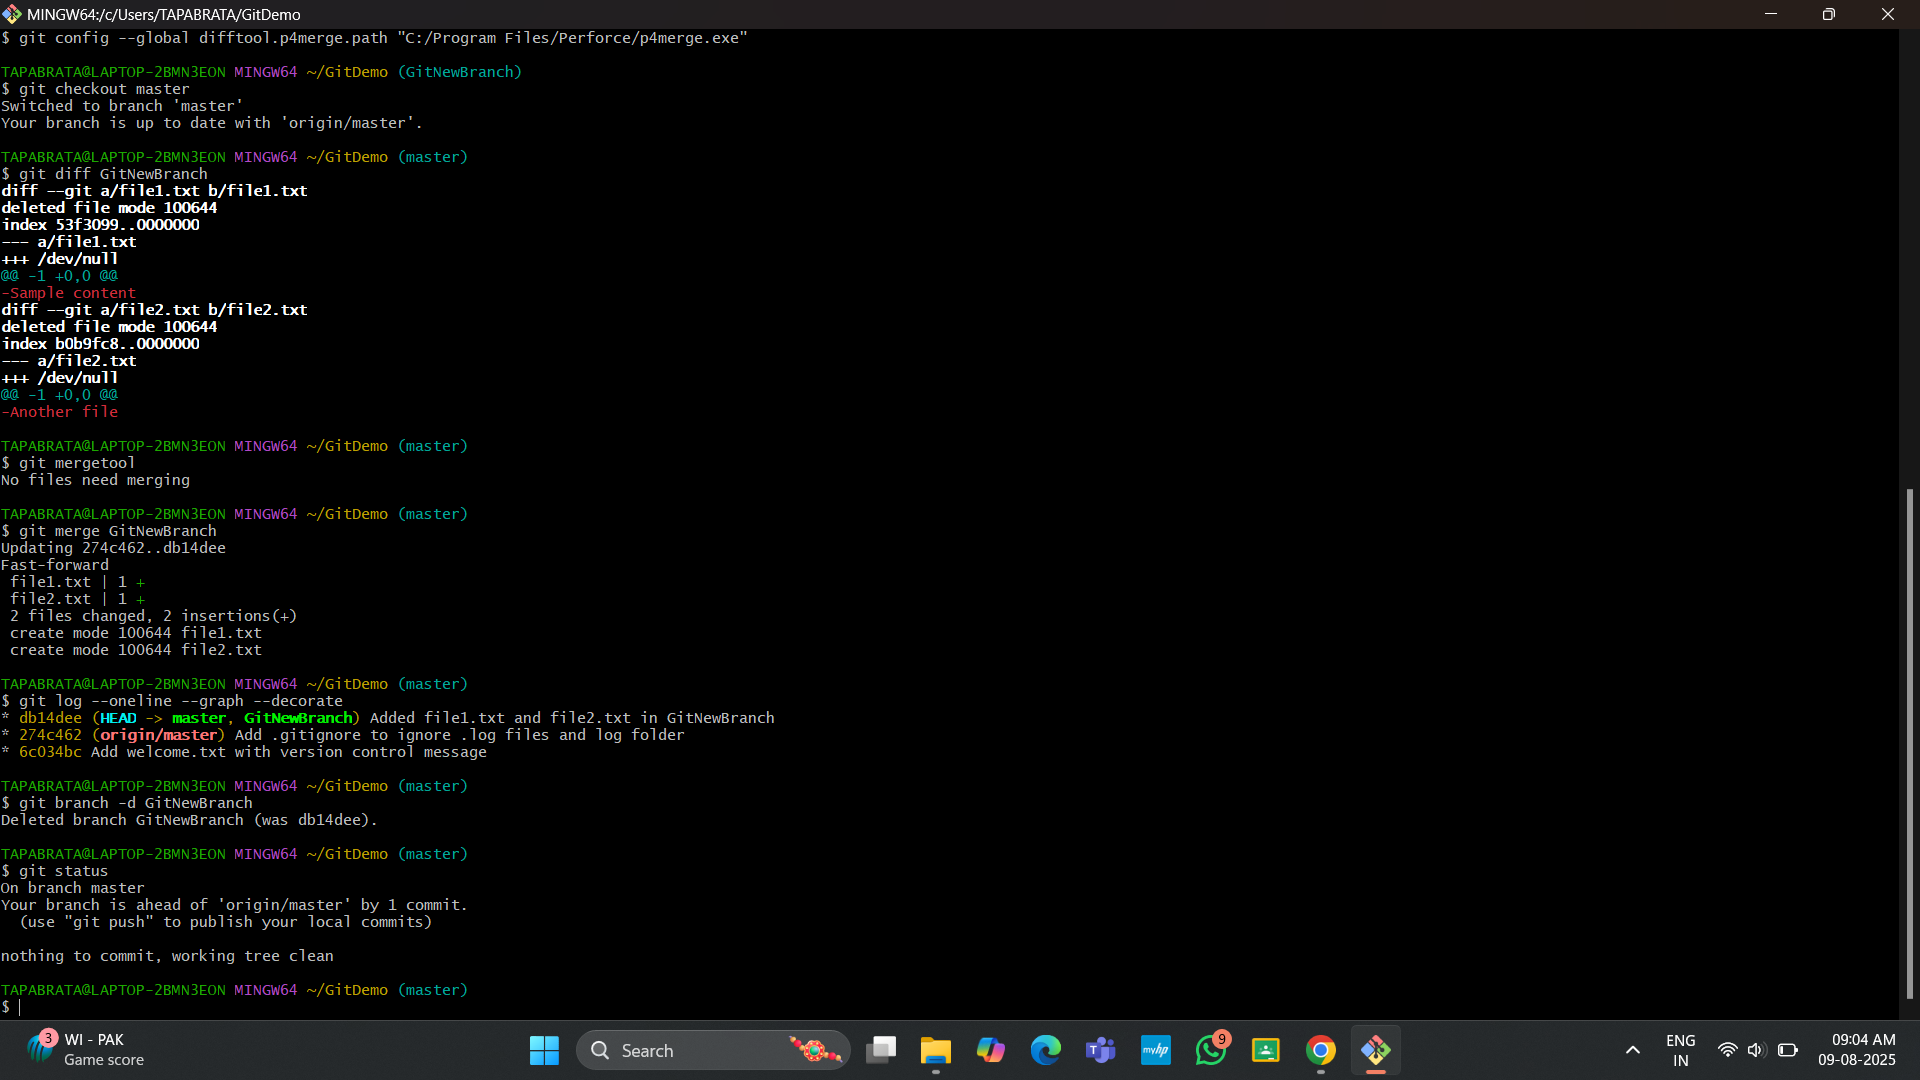 MINGW64:/c/Users/TAPABRATA/GitDemo
$ git config --global difftool.p4merge.path "C:/Program Files/Perforce/p4merge.exe"
TAPABRATA@LAPTOP-2BMN3EON MINGW64 ~/GitDemo (GitNewBranch)
$ git checkout master
Switched to branch 'master'
Your branch is up to date with 'origin/master'.
TAPABRATA@LAPTOP-2BMN3EON MINGW64 ~/GitDemo (master)
$ git diff GitNewBranch
diff --git a/file1.txt b/file1.txt
deleted file mode 100644
index 53f3099..0000000
--- a/file1.txt
+++ /dev/null
@@ -1 +0,0 @@
-Sample content
diff --git a/file2.txt b/file2.txt
deleted file mode 100644
index b0b9fc8..0000000
--- a/file2.txt
+++ /dev/null
@@ -1 +0,0 @@
-Another file
TAPABRATA@LAPTOP-2BMN3EON MINGW64 ~/GitDemo (master)
$ git mergetool
No files need merging
TAPABRATA@LAPTOP-2BMN3EON MINGW64 ~/GitDemo (master)
$ git merge GitNewBranch
Updating 274c462..db14dee
Fast-forward
file1.txt | 1 +
file2.txt | 1 +
2 files changed, 2 insertions(+)
create mode 100644 file1.txt
create mode 100644 file2.txt
TAPABRATA@LAPTOP-2BMN3EON MINGW64 ~/GitDemo (master)
$ git log --oneline --graph --decorate
* db14dee (HEAD -> master, GitNewBranch) Added file1.txt and file2.txt in GitNewBranch
* 274c462 (origin/master) Add .gitignore to ignore .log files and log folder
* 6c034bc Add welcome.txt with version control message
TAPABRATA@LAPTOP-2BMN3EON MINGW64 ~/GitDemo (master)
$ git branch -d GitNewBranch
Deleted branch GitNewBranch (was db14dee).
TAPABRATA@LAPTOP-2BMN3EON MINGW64 ~/GitDemo (master)
$ git status
On branch master
Your branch is ahead of 'origin/master' by 1 commit.
(use "git push" to publish your local commits)
nothing to commit, working tree clean
TAPABRATA@LAPTOP-2BMN3EON MINGW64 ~/GitDemo (master)
$
3
WI - PAK
Game score
Search
T
myhp
9
ENG
IN
09:04 AM
09-08-2025